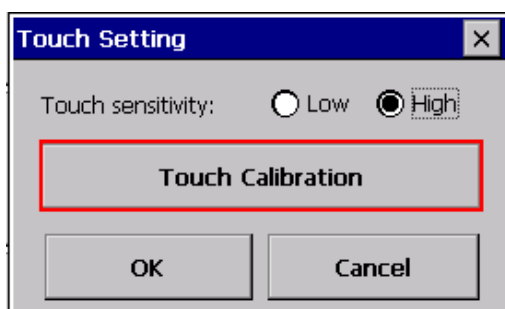 Touch Setting
Touch sensitivity: Low High
Touch Calibration
OK Cancel